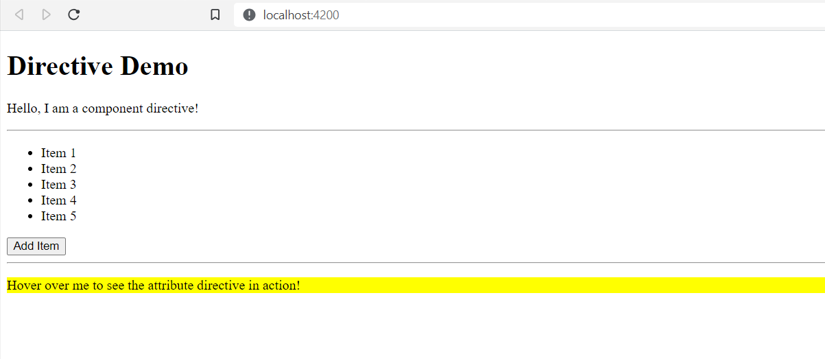 localhost:4200
Directive Demo
Hello, I am a component directive!
Item 1
Item 2
Item 3
Item 4
Item 5
Add Item
Hover over me to see the attribute directive in action!